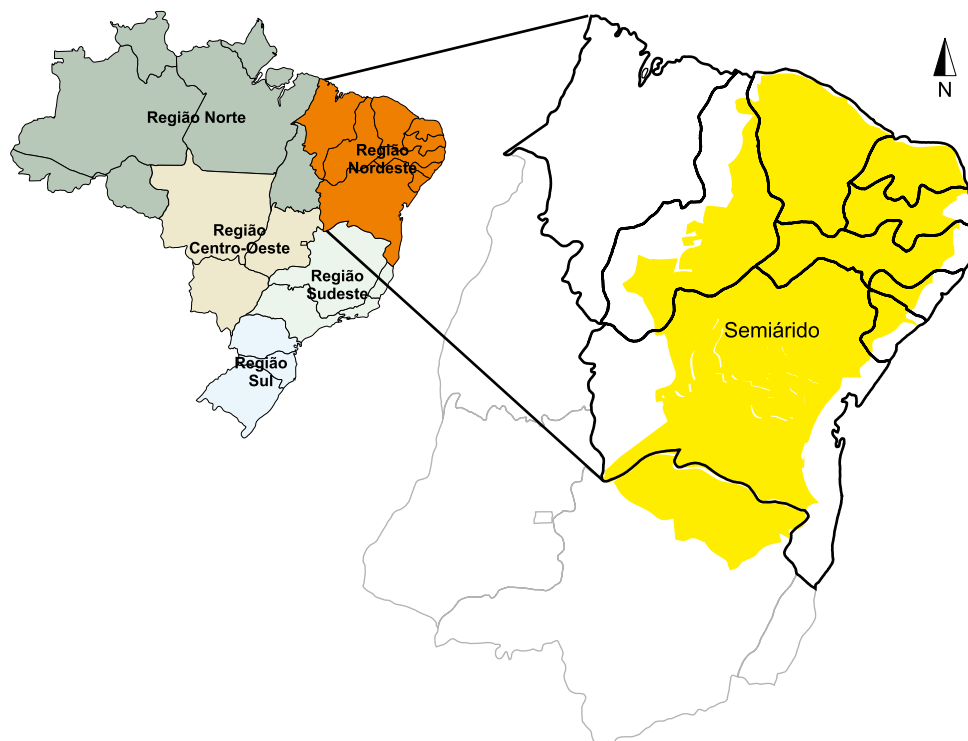 Região Norte
Região
Nordeste
Região
Centro-Oeste
Região
Sudeste
Região
Sul
Semiárido
N